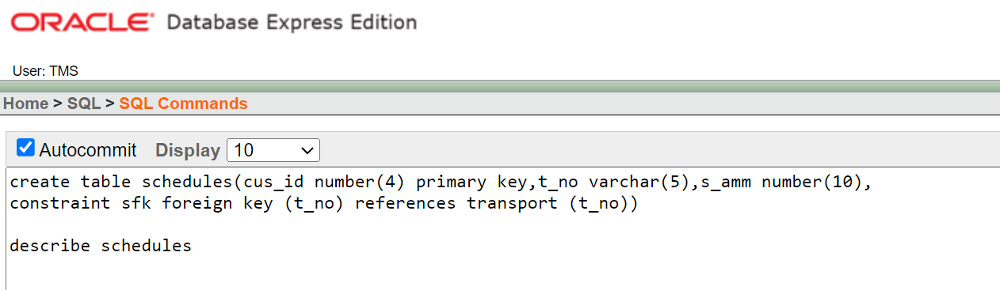 ORACLE Database Express Edition
User: TMS
Home > SQL > SQL Commands
Autocommit Display 10
create table schedules(cus_id number(4) primary key,t_no varchar(5),s_amm number(10),
constraint sfk foreign key (t_no) references transport (t_no))
describe schedules